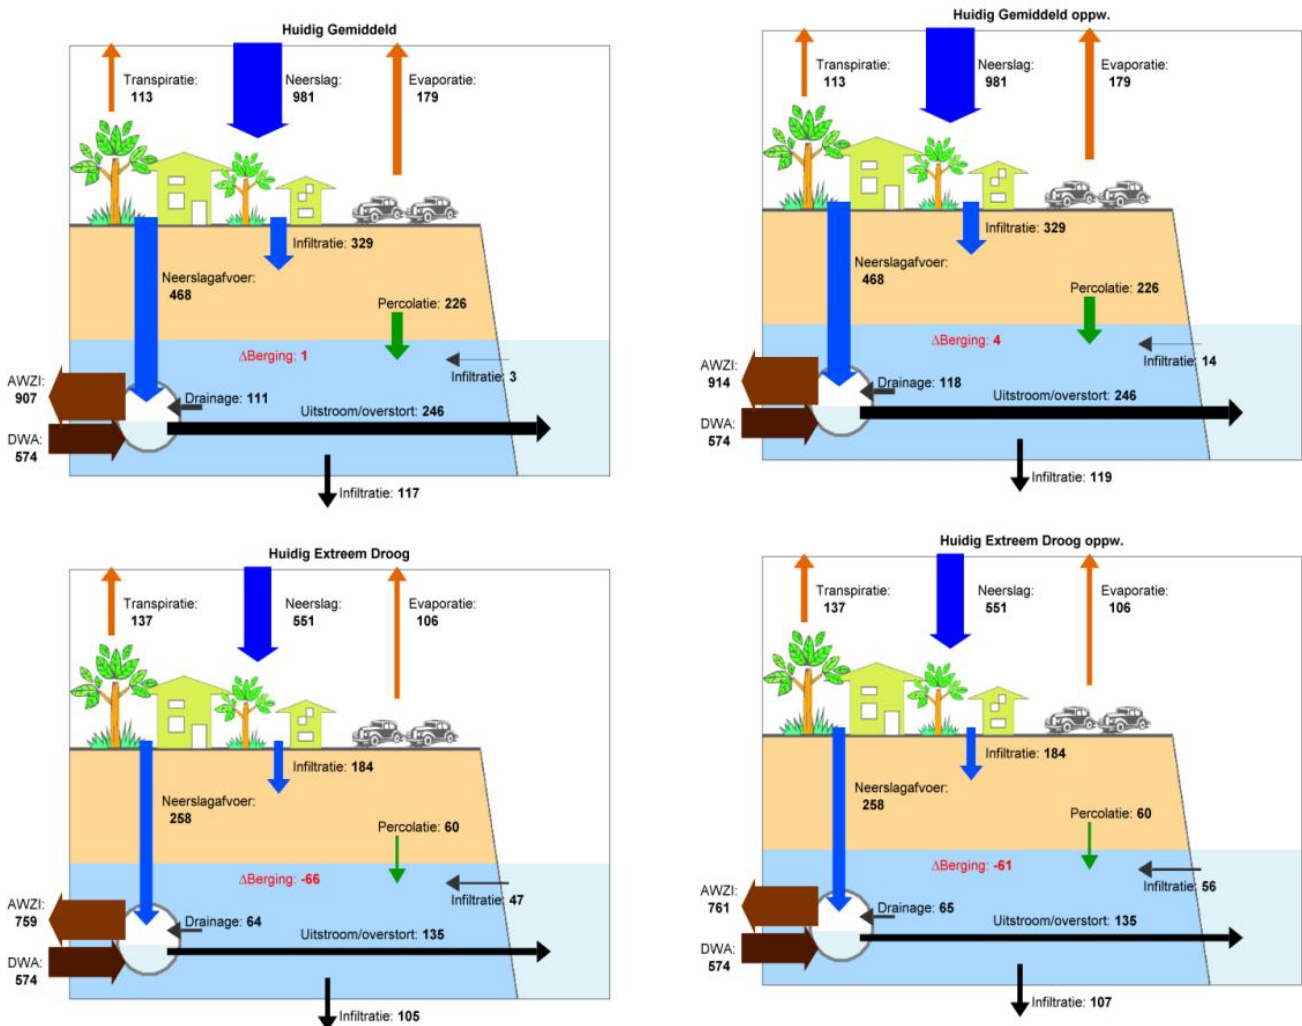 Huidig Gemiddeld
Transpiratie:
113
Neerslag:
981
Evaporatie:
179
Infiltratie: 329
Neerslagafvoer:
468
Percolatie: 226
ΔBerging: 1
Infiltratie: 3
AWZI:
907
Drainage: 111
Uitstroom/overstort: 246
DWA:
574
Infiltratie: 117
Huidig Gemiddeld oppw.
Transpiratie:
113
Neerslag:
981
Evaporatie:
179
Infiltratie: 329
Neerslagafvoer:
468
Percolatie: 226
ΔBerging: 4
Infiltratie: 14
AWZI:
914
Drainage: 118
Uitstroom/overstort: 246
DWA:
574
Infiltratie: 119
Huidig Extreem Droog
Transpiratie:
137
Neerslag:
551
Evaporatie:
106
Infiltratie: 184
Neerslagafvoer:
258
Percolatie: 60
ΔBerging: -66
Infiltratie: 47
AWZI:
759
Drainage: 64
Uitstroom/overstort: 135
DWA:
574
Infiltratie: 105
Huidig Extreem Droog oppw.
Transpiratie:
137
Neerslag:
551
Evaporatie:
106
Infiltratie: 184
Neerslagafvoer:
258
Percolatie: 60
ΔBerging: -61
Infiltratie: 56
AWZI:
761
Drainage: 65
Uitstroom/overstort: 135
DWA:
574
Infiltratie: 107